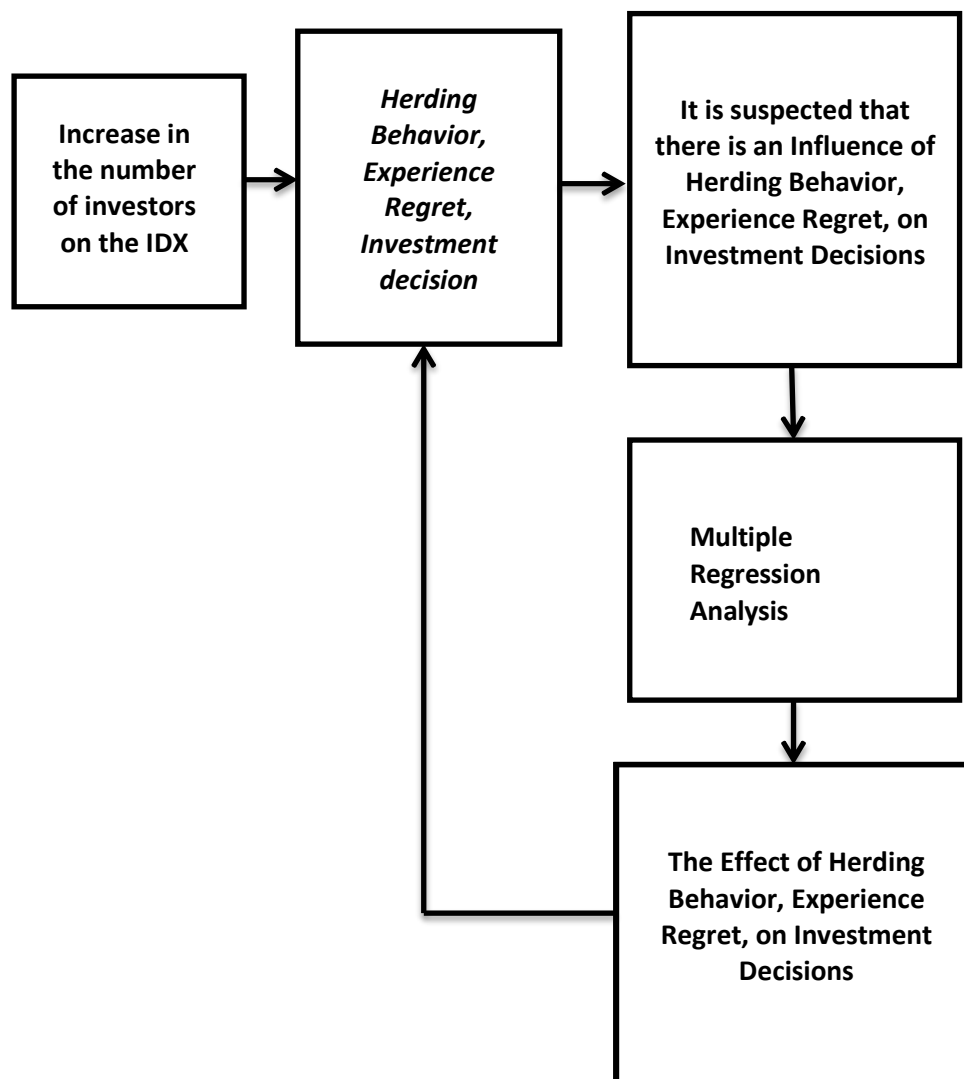 Increase in
the number
of investors
on the IDX
Herding
Behavior,
Experience
Regret,
Investment
decision
It is suspected that
there is an Influence of
Herding Behavior,
Experience Regret, on
Investment Decisions
Multiple
Regression
Analysis
The Effect of Herding
Behavior, Experience
Regret, on Investment
Decisions